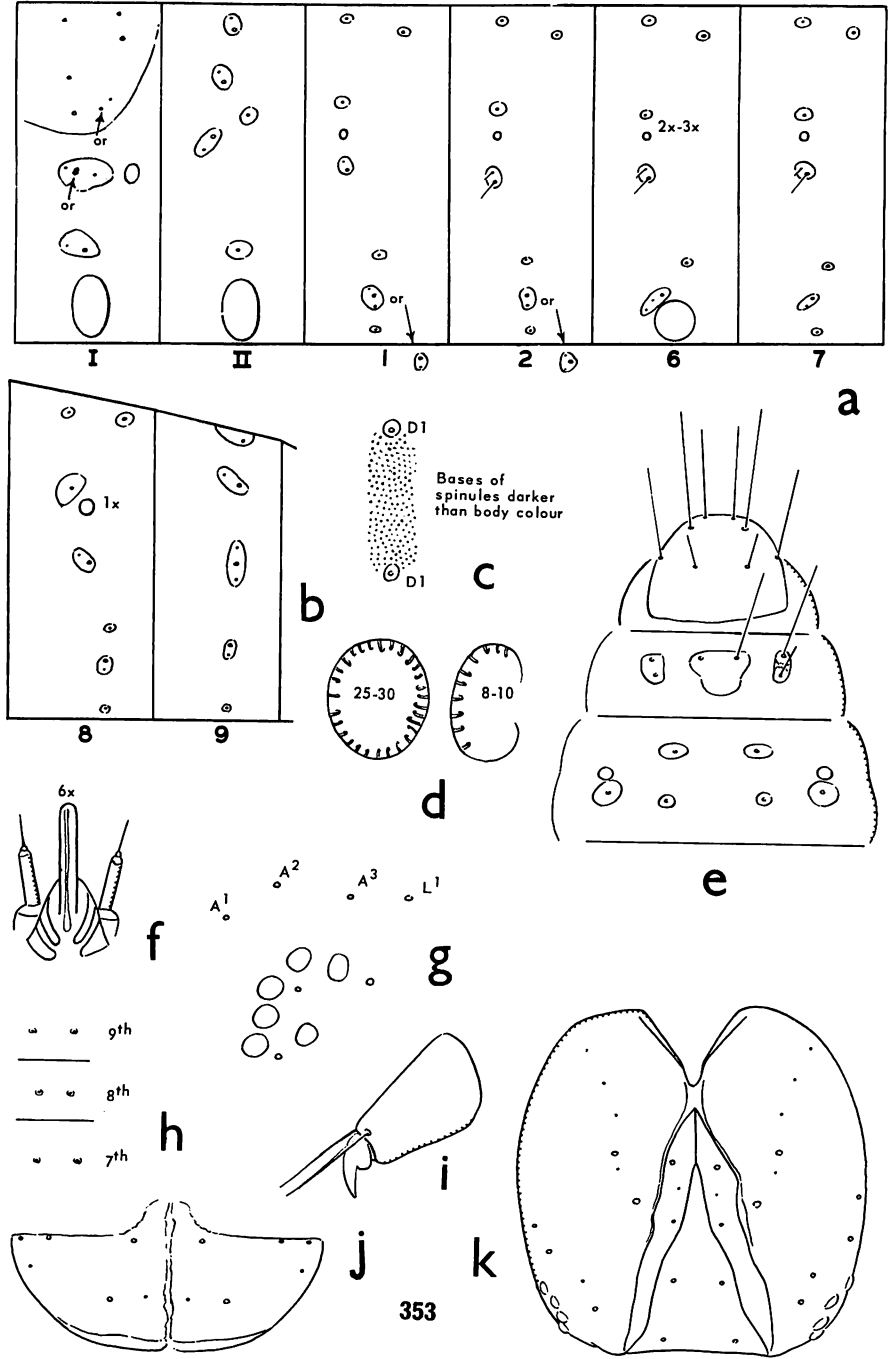 or
or
2x-3x
or
or
I II 1 2 6 7
a
1x
D1
Bases of
spinules darker
than body colour
D1
c
b
8 9
25-30 8-10
d
e
6x
f
A1 A2 A3 L1
g
9th
8th
7th
h
i
j
k
353